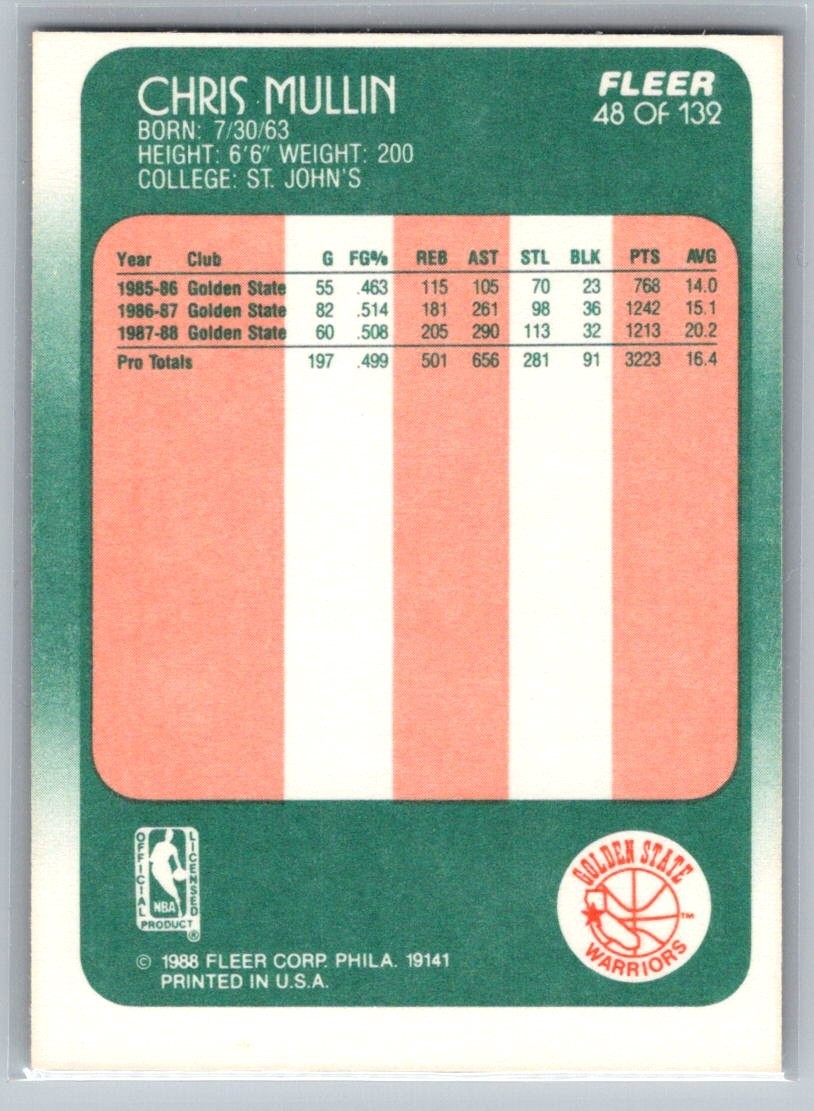 CHRIS MULLIN
BORN: 7/30/63
HEIGHT: 6'6" WEIGHT: 200
COLLEGE: ST. JOHN'S
FLEER
48 OF 132
Year Club G FG% REB AST STL BLK PTS AVG
1985-86 Golden State 55 .463 115 105 70 23 768 14.0
1986-87 Golden State 82 .514 181 261 98 36 1242 15.1
1987-88 Golden State 60 .508 205 290 113 32 1213 20.2
Pro Totals 197 .499 501 656 281 91 3223 16.4
OFFICIAL
LICENSED
NBA
PRODUCT
®
GOLDEN STATE
TM
WARRIORS
© 1988 FLEER CORP. PHILA. 19141
PRINTED IN U.S.A.